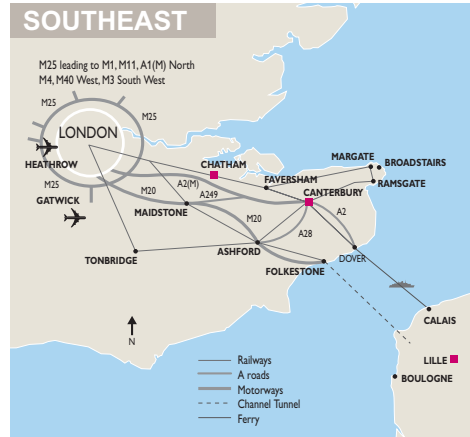 SOUTHEAST
M25 leading to M1, M11, A1(M) North
M4, M40 West, M3 South West
M25
M25
LONDON
HEATHROW
CHATHAM
MARGATE
BROADSTAIRS
FAVERSHAM
RAMSGATE
M25
M20
A2(M)
A249
CANTERBURY
GATWICK
MAIDSTONE
M20
A2
A28
TONBRIDGE
ASHFORD
DOVER
FOLKESTONE
CALAIS
N
LILLE
BOULOGNE
Railways
A roads
Motorways
Channel Tunnel
Ferry